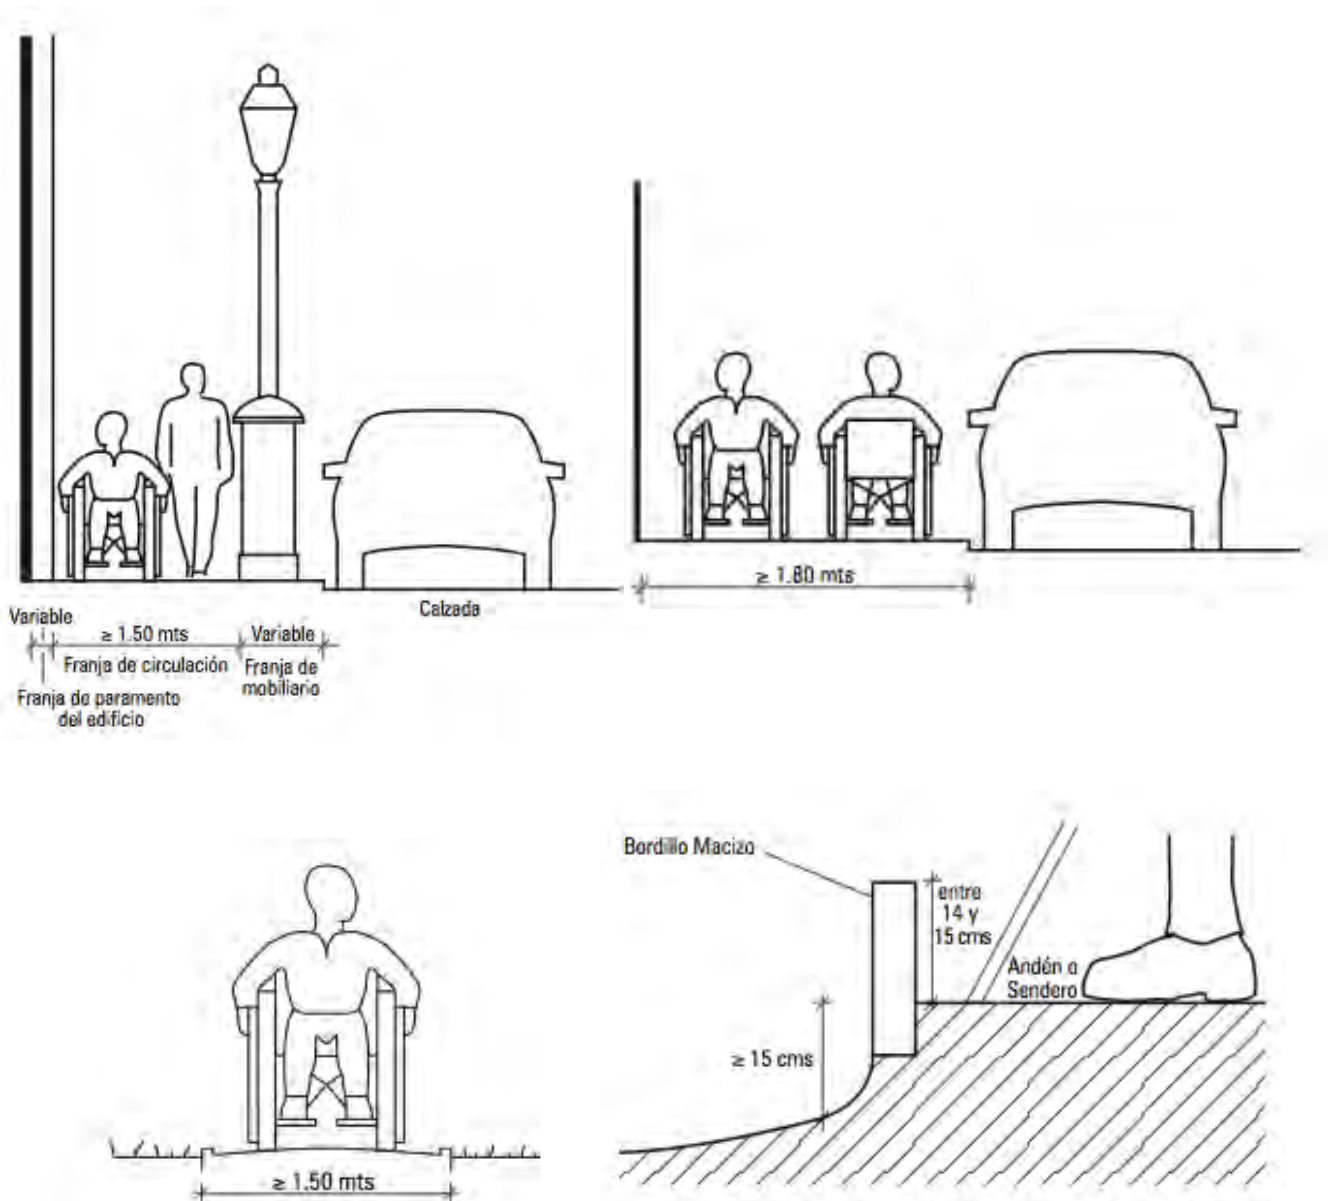 Calzada
Variable
≥ 1.50 mts
Variable
Franja de circulación
Franja de
mobiliario
Franja de paramento
del edificio
≥ 1.80 mts
≥ 1.50 mts
Bordillo Macizo
entre
14 y
15 cms
Andén o
Sendero
≥ 15 cms